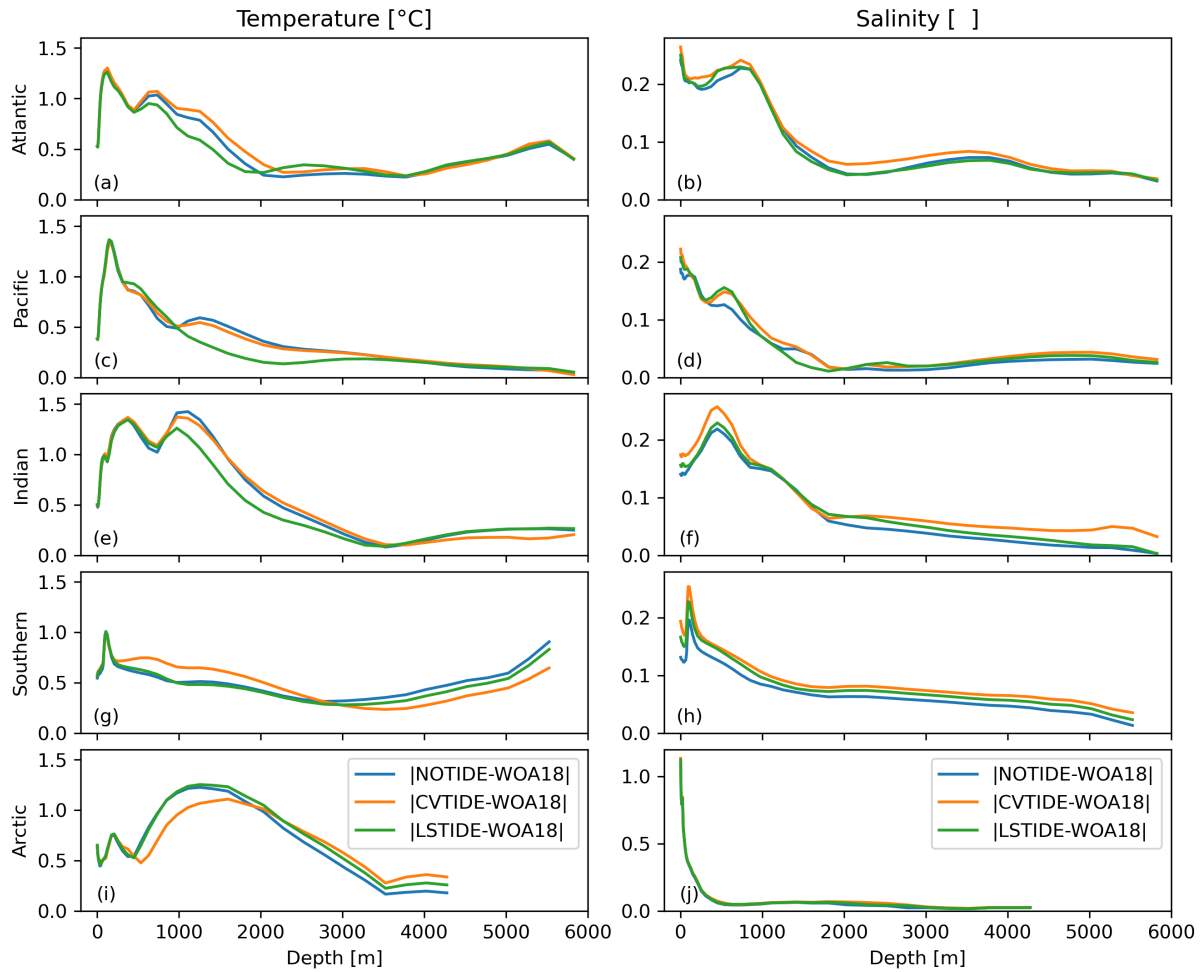 Temperature [°C]
Salinity [  ]
Atlantic
1.5
1.0
0.5
0.0
(a)
0.2
0.1
0.0
(b)
Pacific
1.5
1.0
0.5
0.0
(c)
0.2
0.1
0.0
(d)
Indian
1.5
1.0
0.5
0.0
(e)
0.2
0.1
0.0
(f)
Southern
1.5
1.0
0.5
0.0
(g)
0.2
0.1
0.0
(h)
Arctic
1.5
1.0
0.5
0.0
(i)
|NOTIDE-WOA18|
|CVTIDE-WOA18|
|LSTIDE-WOA18|
0 1000 2000 3000 4000 5000 6000
Depth [m]
1.0
0.5
0.0
(j)
|NOTIDE-WOA18|
|CVTIDE-WOA18|
|LSTIDE-WOA18|
0 1000 2000 3000 4000 5000 6000
Depth [m]